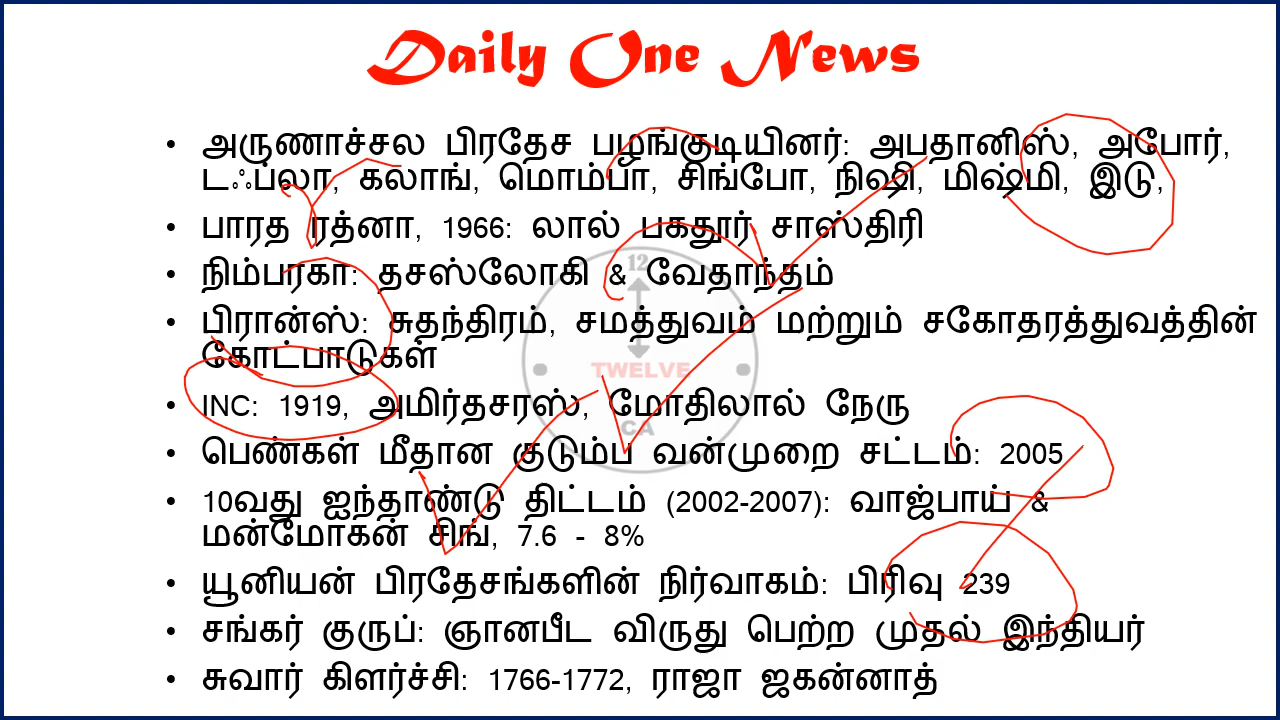 Daily One News
• அருணாச்சல பிரதேச பழங்குடியினர்: அபதானிஸ், அபோர்,
டஃப்லா, கலாங், மொம்பா, சிங்போ, நிஷி, மிஷ்மி, இடு,
• பாரத ரத்னா, 1966: லால் பகதூர் சாஸ்திரி
• நிம்பரகா: தசஸ்லோகி & வேதாந்தம்
• பிரான்ஸ்: சுதந்திரம், சமத்துவம் மற்றும் சகோதரத்துவத்தின்
கோட்பாடுகள்
• INC: 1919, அமிர்தசரஸ், மோதிலால் நேரு
• பெண்கள் மீதான குடும்ப வன்முறை சட்டம்: 2005
• 10வது ஐந்தாண்டு திட்டம் (2002-2007): வாஜ்பாய் &
மன்மோகன் சிங், 7.6 - 8%
• யூனியன் பிரதேசங்களின் நிர்வாகம்: பிரிவு 239
• சங்கர் குருப்: ஞானபீட விருது பெற்ற முதல் இந்தியர்
• சுவார் கிளர்ச்சி: 1766-1772, ராஜா ஜகன்னாத்
12
TWELVE
CA